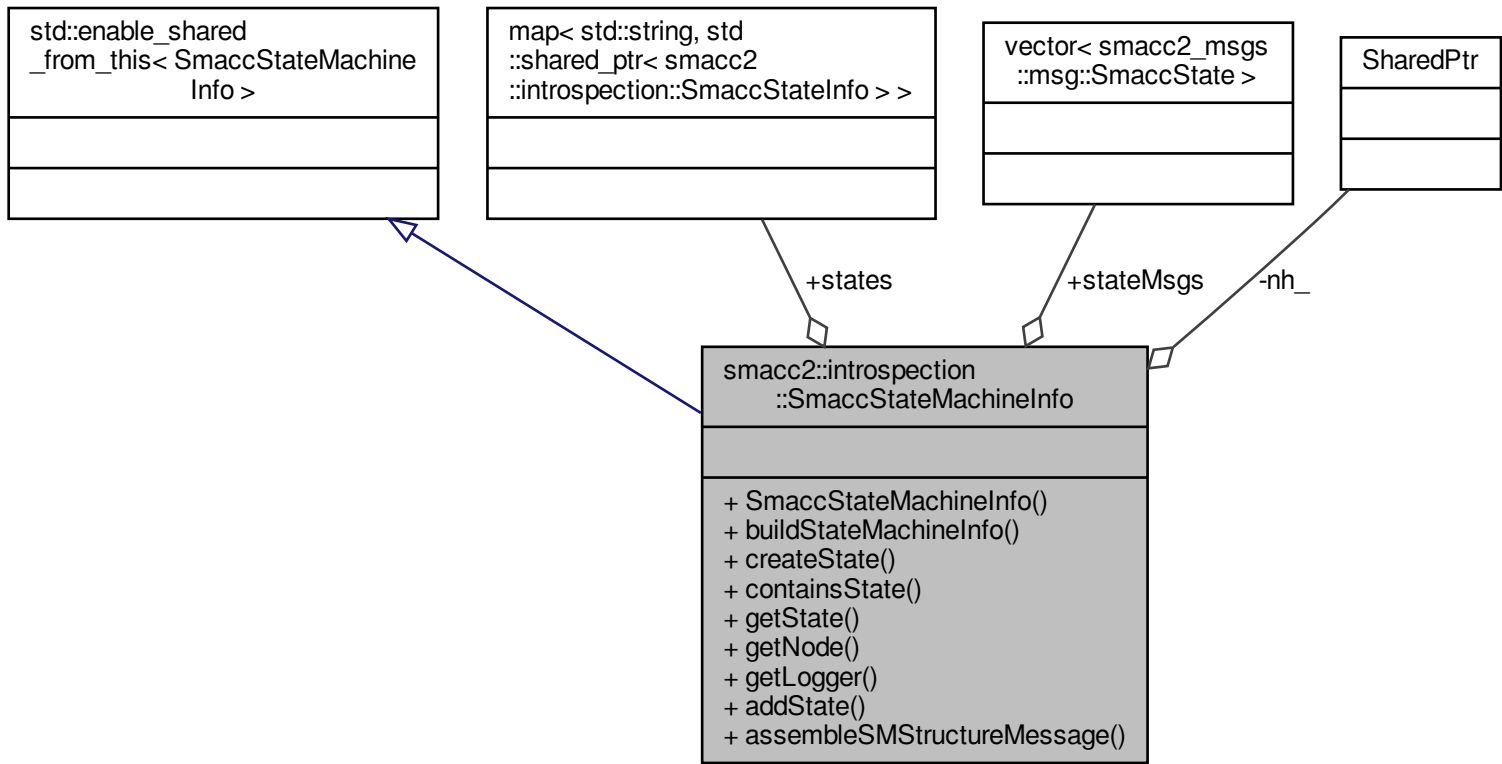 std::enable_shared
_from_this< SmaccStateMachine
Info >
map< std::string, std
::shared_ptr< smacc2
::introspection::SmaccStateInfo > >
vector< smacc2_msgs
::msg::SmaccState >
SharedPtr
+states
+stateMsgs
-nh_
smacc2::introspection
::SmaccStateMachineInfo
+ SmaccStateMachineInfo()
+ buildStateMachineInfo()
+ createState()
+ containsState()
+ getState()
+ getNode()
+ getLogger()
+ addState()
+ assembleSMStructureMessage()